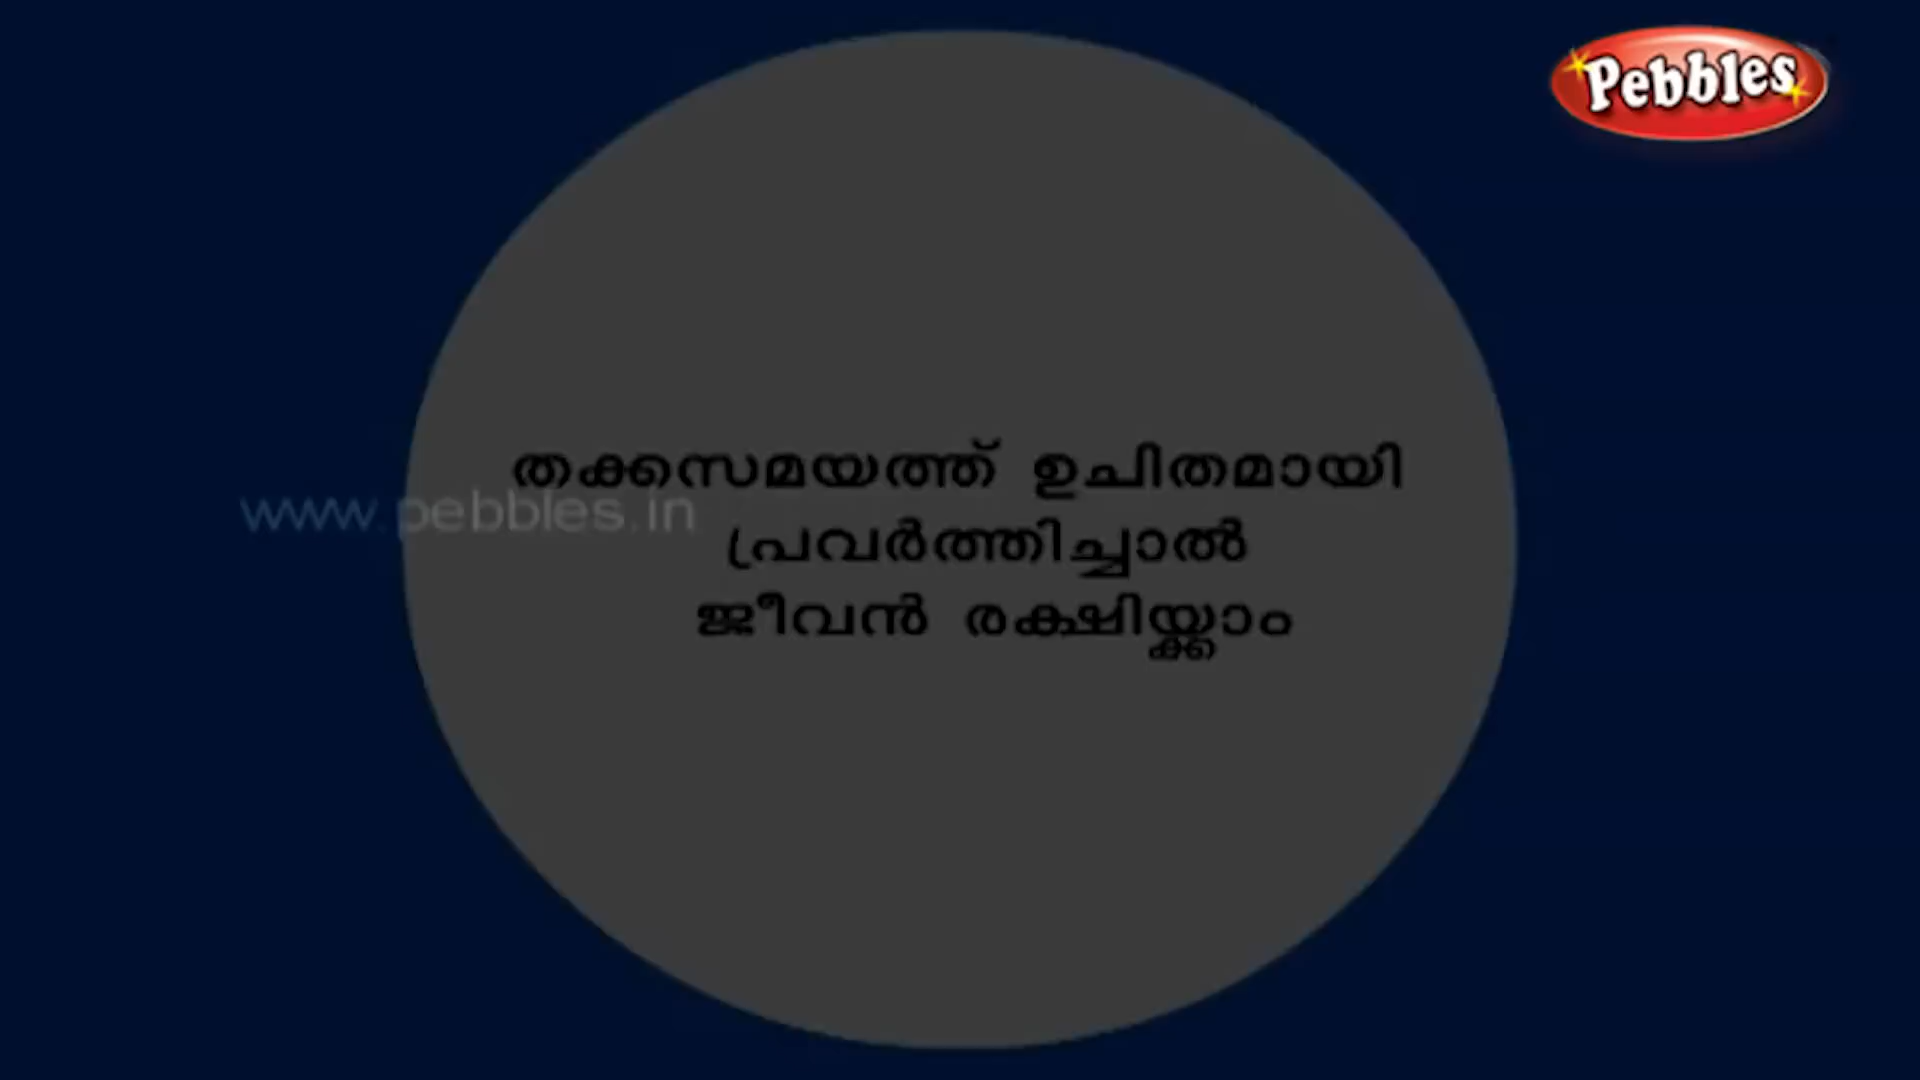 Pebbles
തക്കസമയത്ത് ഉചിതമായി
www.pebbles.in
പ്രവർത്തിച്ചാൽ
ജീവൻ രക്ഷിയ്ക്കാം